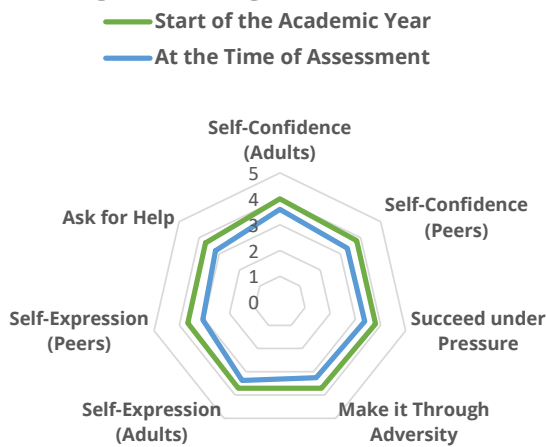 Start of the Academic Year
At the Time of Assessment
Self-Confidence
(Adults)
5
4
3
2
1
0
Self-Confidence
(Peers)
Succeed under
Pressure
Make it Through
Adversity
Self-Expression
(Adults)
Self-Expression
(Peers)
Ask for Help